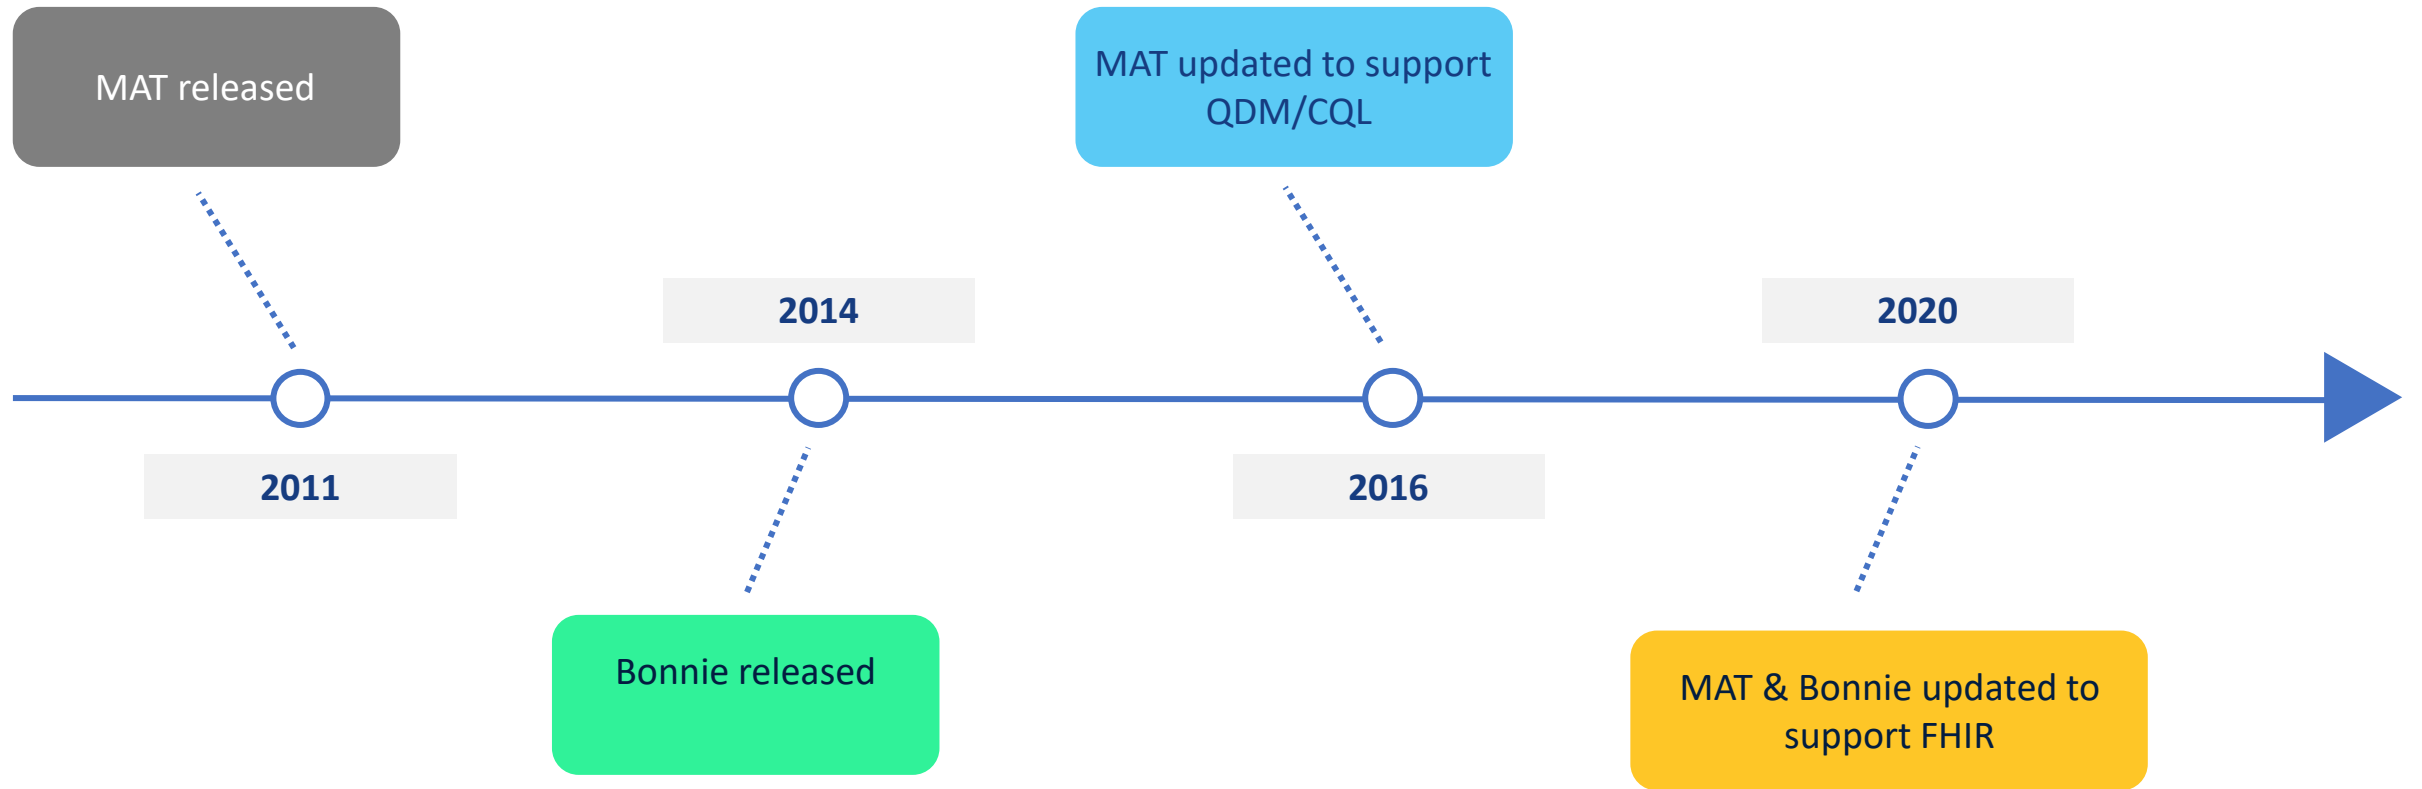 MAT released
MAT updated to support
QDM/CQL
2014
2020
2011
2016
Bonnie released
MAT & Bonnie updated to
support FHIR